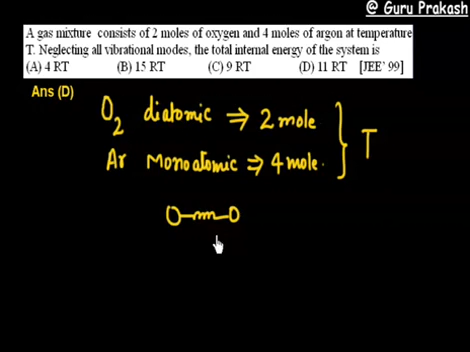 @ Guru Prakash
A gas mixture consists of 2 moles of oxygen and 4 moles of argon at temperature
T. Neglecting all vibrational modes, the total internal energy of the system is
(A) 4 RT (B) 15 RT (C) 9 RT (D) 11 RT [JEE' 99]
Ans (D)
O2 diatomic ⇒ 2 mole
Ar Monoatomic ⇒ 4 mole.
T